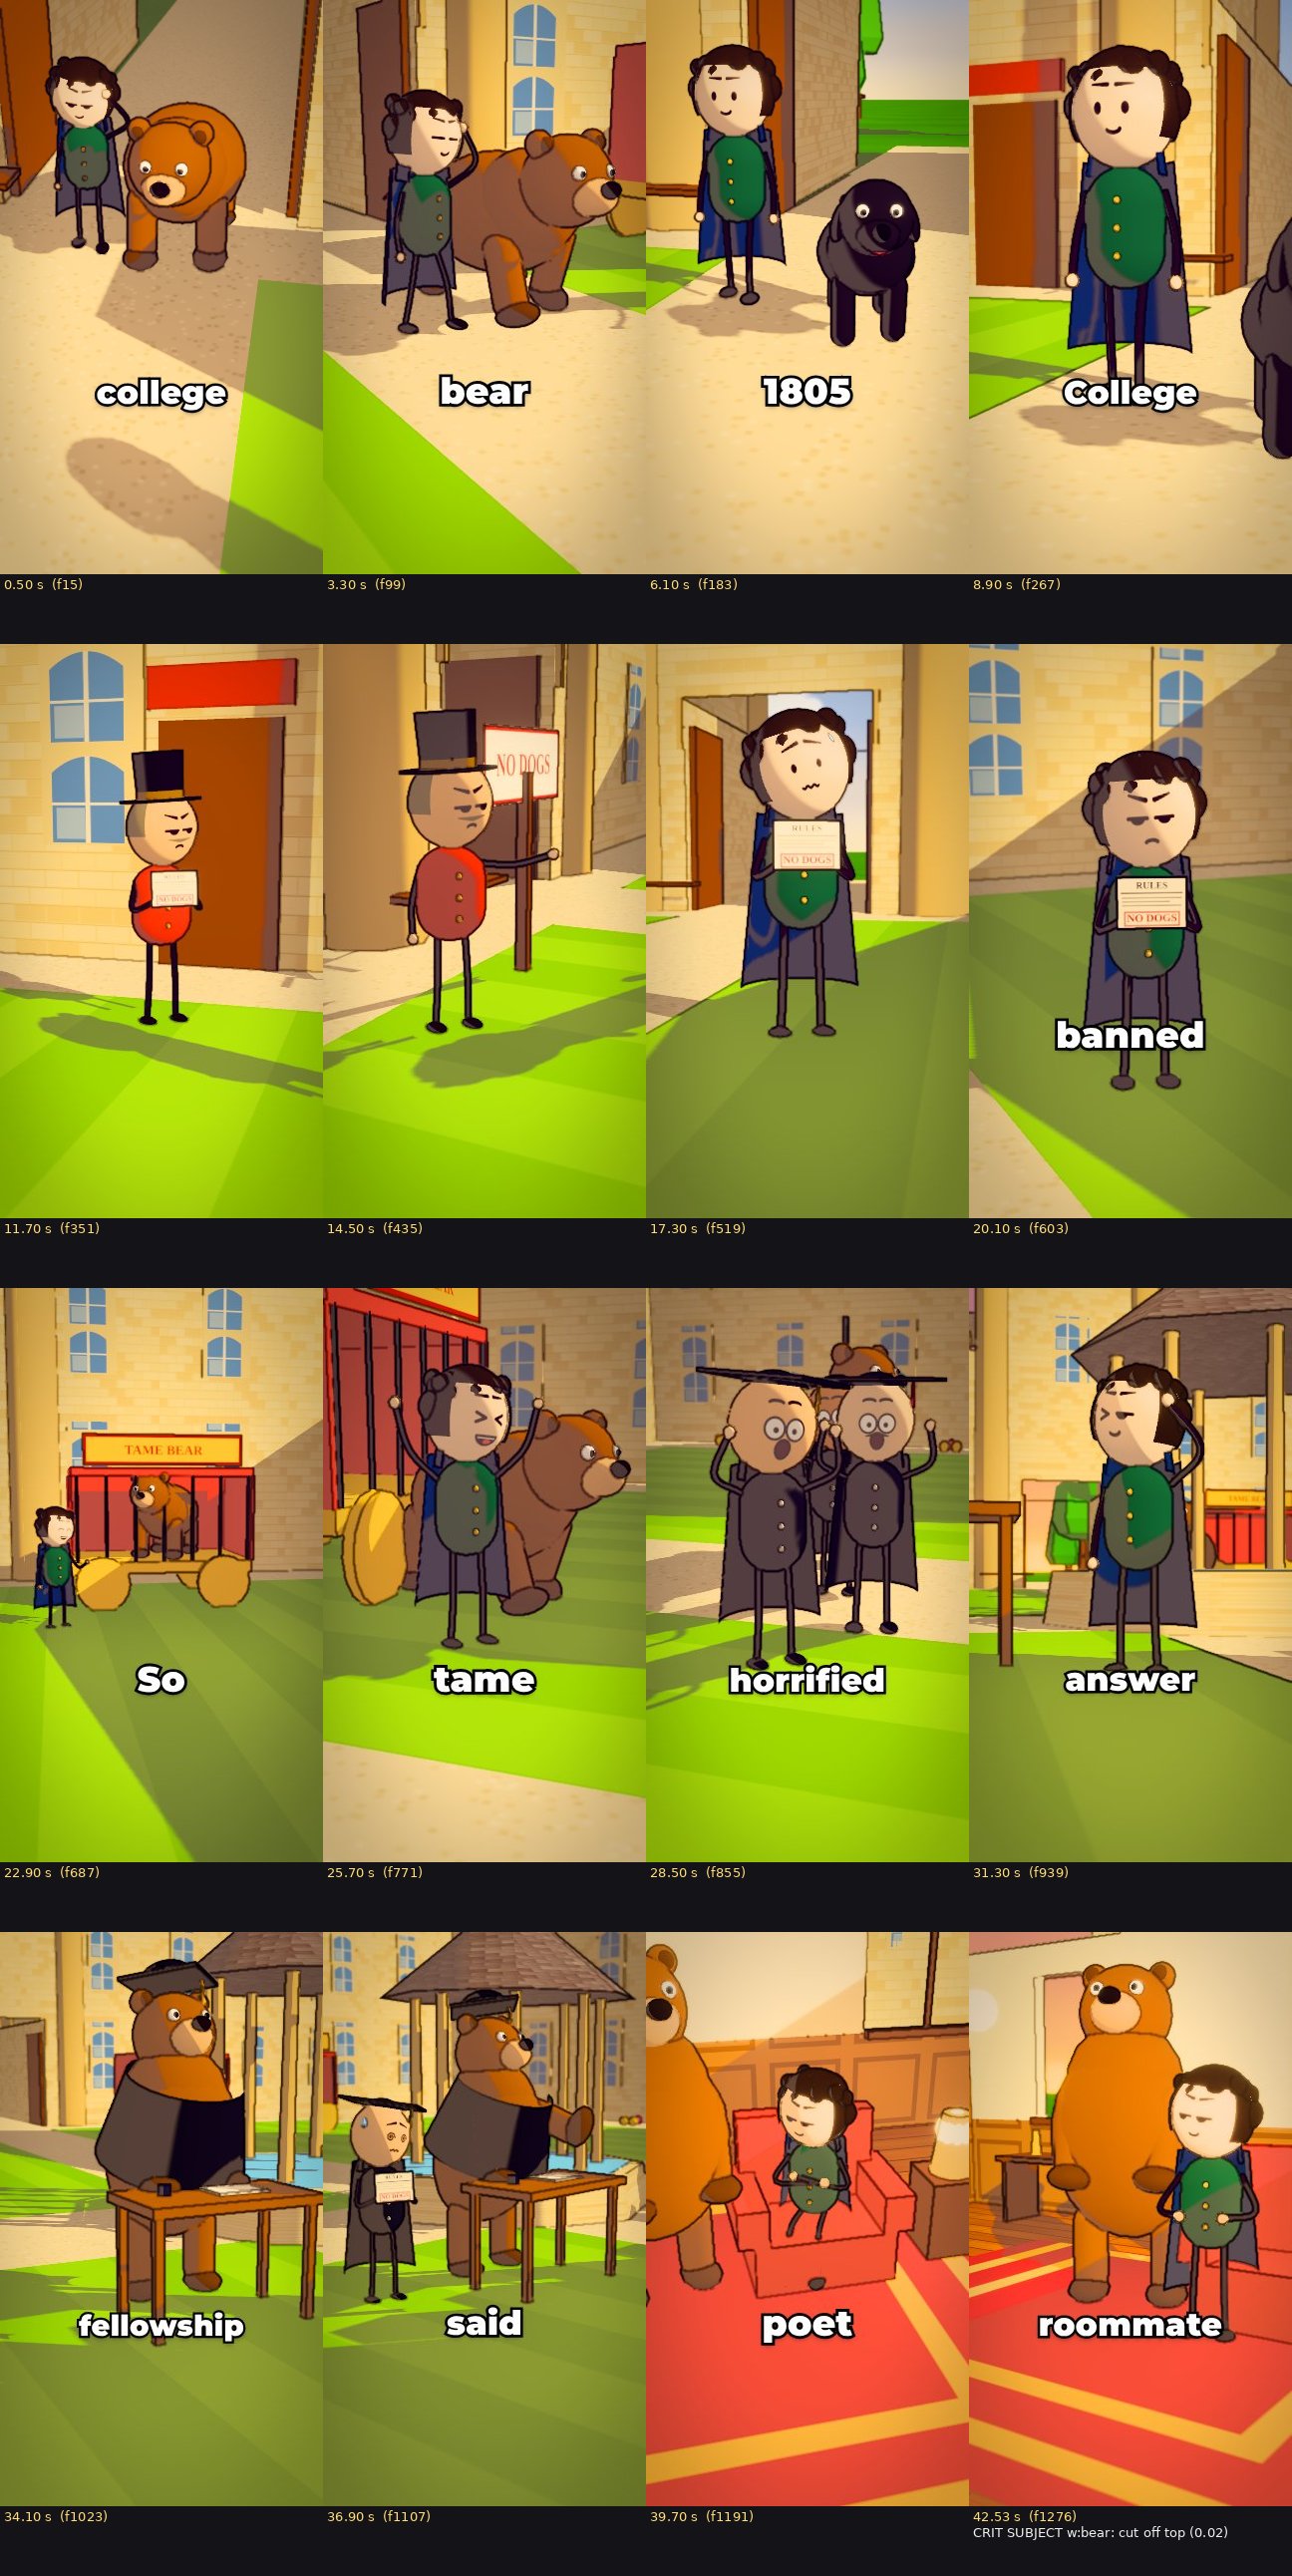 college
bear
1805
College
0.50 s (f15)
3.30 s (f99)
6.10 s (f183)
8.90 s (f267)
NO DOGS
NO DOGS
RULES
NO DOGS
RULES
NO DOGS
banned
11.70 s (f351)
14.50 s (f435)
17.30 s (f519)
20.10 s (f603)
TAME BEAR
So
tame
horrified
answer
22.90 s (f687)
25.70 s (f771)
28.50 s (f855)
31.30 s (f939)
NO DOGS
fellowship
said
poet
roommate
34.10 s (f1023)
36.90 s (f1107)
39.70 s (f1191)
42.53 s (f1276)
CRIT SUBJECT w:bear: cut off top (0.02)